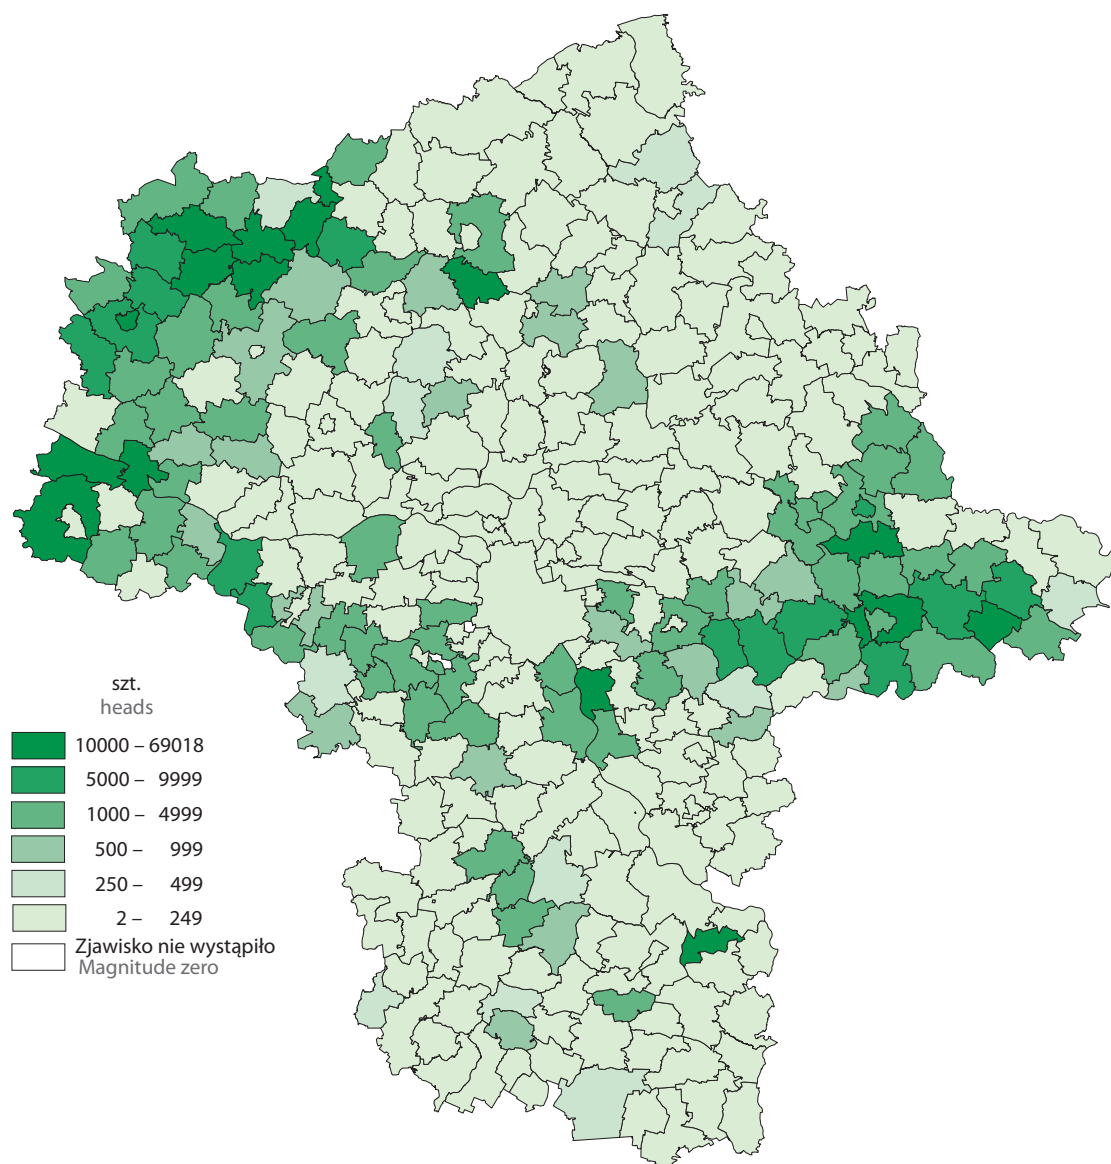 szt.
heads
10000 – 69018
5000 – 9999
1000 – 4999
500 – 999
250 – 499
2 – 249
Zjawisko nie wystąpiło
Magnitude zero